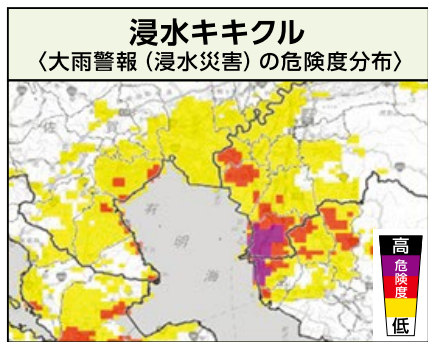 浸水キキクル
〈大雨警報(浸水災害)の危険度分布〉
佐
有
明
海
高
危険度
低